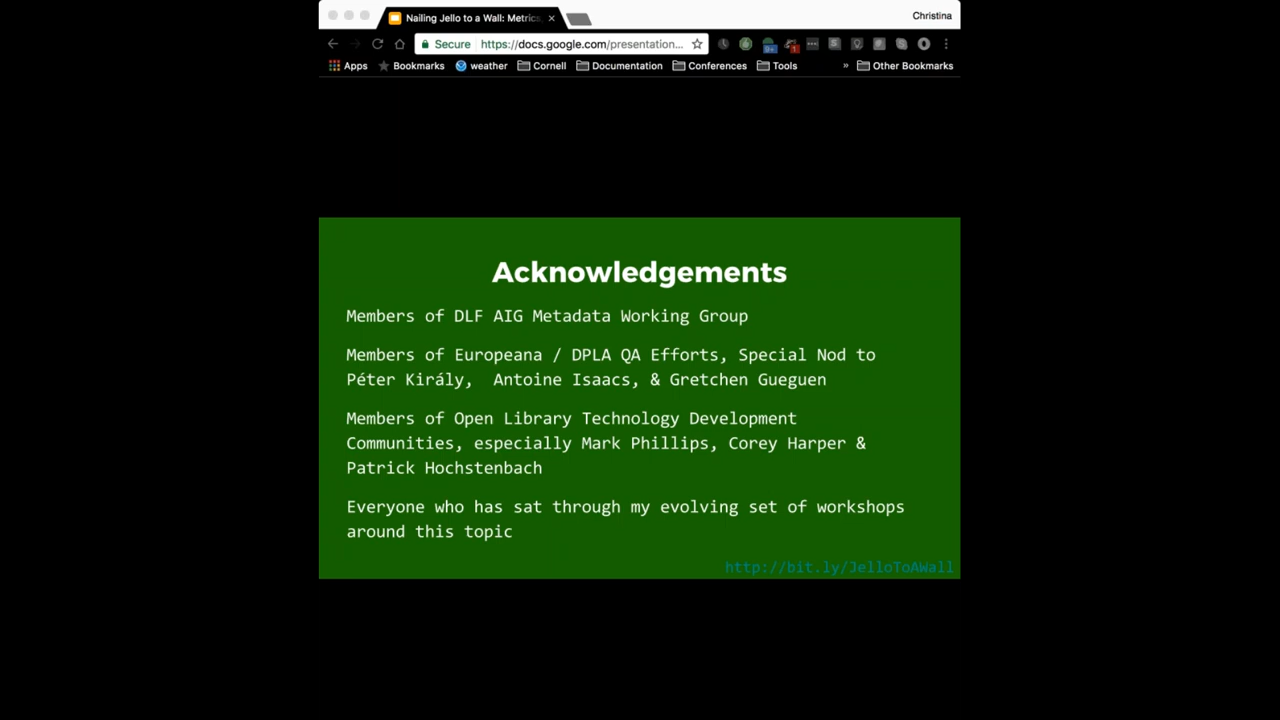 Christina
Nailing Jello to a Wall: Metrics,
Secure https://docs.google.com/presentation...
9+
1
Apps Bookmarks weather Cornell Documentation Conferences Tools » Other Bookmarks
Acknowledgements
Members of DLF AIG Metadata Working Group
Members of Europeana / DPLA QA Efforts, Special Nod to
Péter Király, Antoine Isaacs, & Gretchen Gueguen
Members of Open Library Technology Development
Communities, especially Mark Phillips, Corey Harper &
Patrick Hochstenbach
Everyone who has sat through my evolving set of workshops
around this topic
http://bit.ly/JelloToAWall